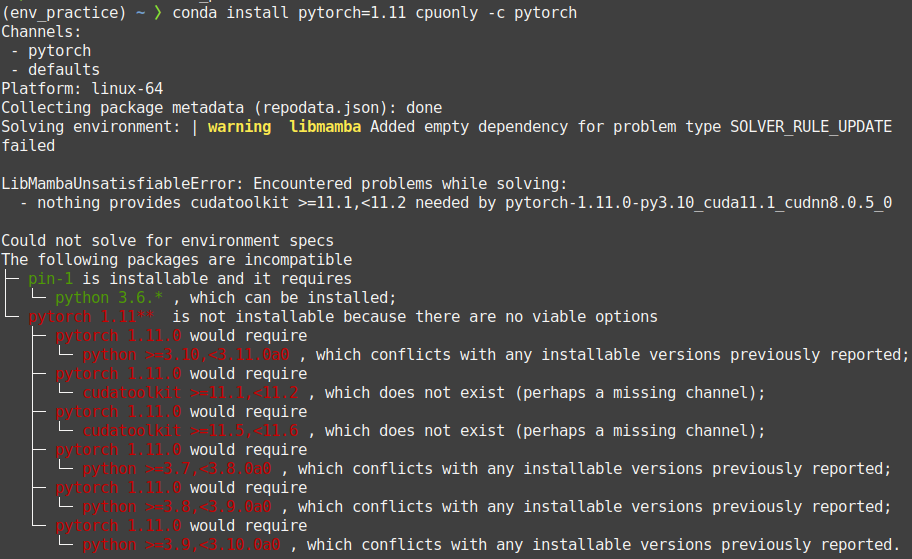 (env_practice) ~ ❯ conda install pytorch=1.11 cpuonly -c pytorch
Channels:
 - pytorch
 - defaults
Platform: linux-64
Collecting package metadata (repodata.json): done
Solving environment: | warning  libmamba Added empty dependency for problem type SOLVER_RULE_UPDATE
failed

LibMambaUnsatisfiableError: Encountered problems while solving:
  - nothing provides cudatoolkit >=11.1,<11.2 needed by pytorch-1.11.0-py3.10_cuda11.1_cudnn8.0.5_0

Could not solve for environment specs
The following packages are incompatible
├─ pin-1 is installable and it requires
│  └─ python 3.6.* , which can be installed;
└─ pytorch 1.11**  is not installable because there are no viable options
   ├─ pytorch 1.11.0 would require
   │  └─ python >=3.10,<3.11.0a0 , which conflicts with any installable versions previously reported;
   ├─ pytorch 1.11.0 would require
   │  └─ cudatoolkit >=11.1,<11.2 , which does not exist (perhaps a missing channel);
   ├─ pytorch 1.11.0 would require
   │  └─ cudatoolkit >=11.5,<11.6 , which does not exist (perhaps a missing channel);
   ├─ pytorch 1.11.0 would require
   │  └─ python >=3.7,<3.8.0a0 , which conflicts with any installable versions previously reported;
   ├─ pytorch 1.11.0 would require
   │  └─ python >=3.8,<3.9.0a0 , which conflicts with any installable versions previously reported;
   └─ pytorch 1.11.0 would require
      └─ python >=3.9,<3.10.0a0 , which conflicts with any installable versions previously reported.